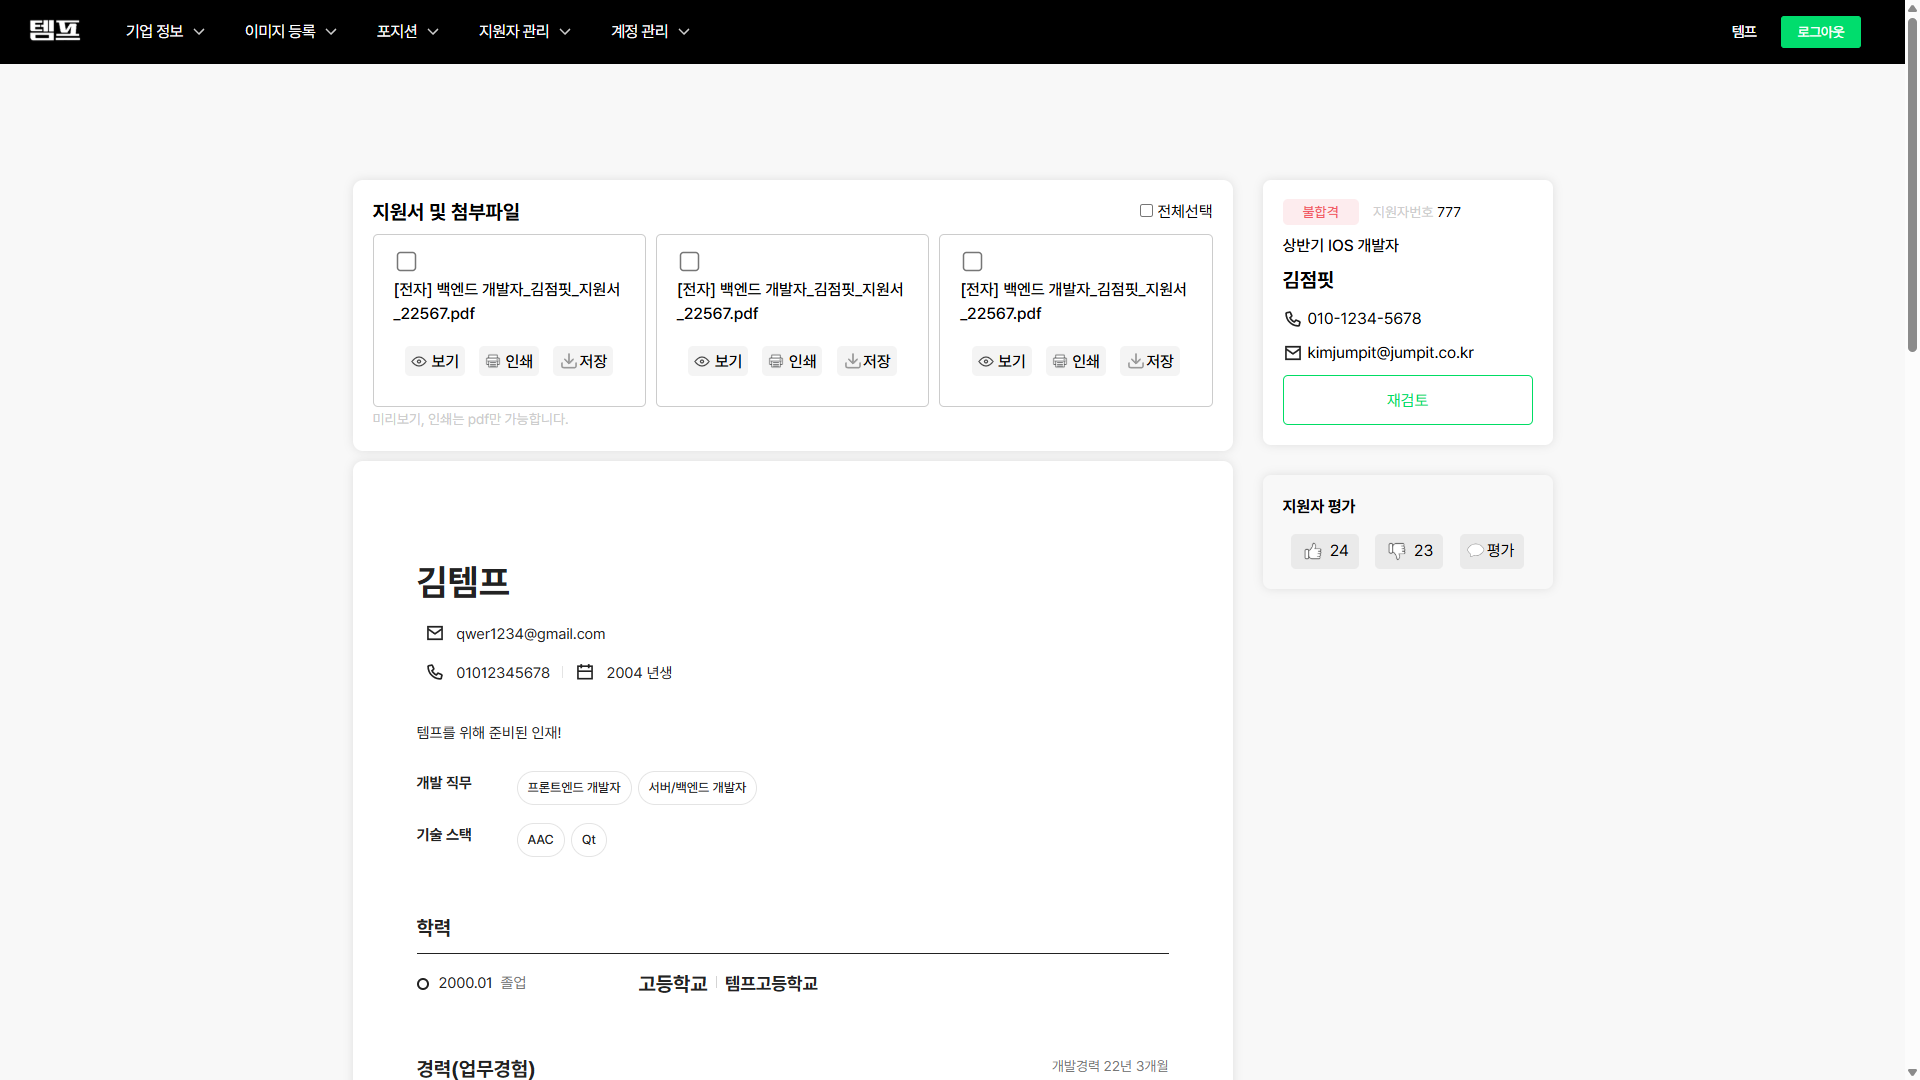 템프
기업 정보
이미지 등록
포지션
지원자 관리
계정 관리
템프
로그아웃
지원서 및 첨부파일
전체선택
[전자] 백엔드 개발자_김점핏_지원서
_22567.pdf
보기
인쇄
저장
[전자] 백엔드 개발자_김점핏_지원서
_22567.pdf
보기
인쇄
저장
[전자] 백엔드 개발자_김점핏_지원서
_22567.pdf
보기
인쇄
저장
미리보기, 인쇄는 pdf만 가능합니다.
불합격
지원자번호 777
상반기 IOS 개발자
김점핏
010-1234-5678
kimjumpit@jumpit.co.kr
재검토
지원자 평가
24
23
평가
김템프
qwer1234@gmail.com
01012345678
2004 년생
템프를 위해 준비된 인재!
개발 직무
프론트엔드 개발자
서버/백엔드 개발자
기술 스택
AAC
Qt
학력
2000.01 졸업
고등학교
템프고등학교
경력(업무경험)
개발경력 22년 3개월